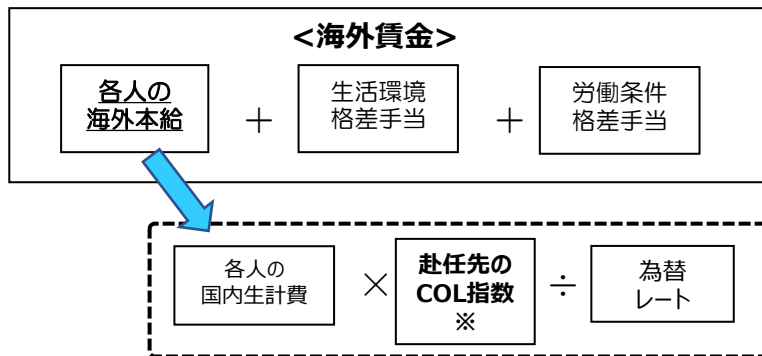 <海外賃金>
各人の
海外本給
+
生活環境
格差手当
+
労働条件
格差手当
各人の
国内生計費
×
赴任先の
COL指数
※
÷
為替
レート